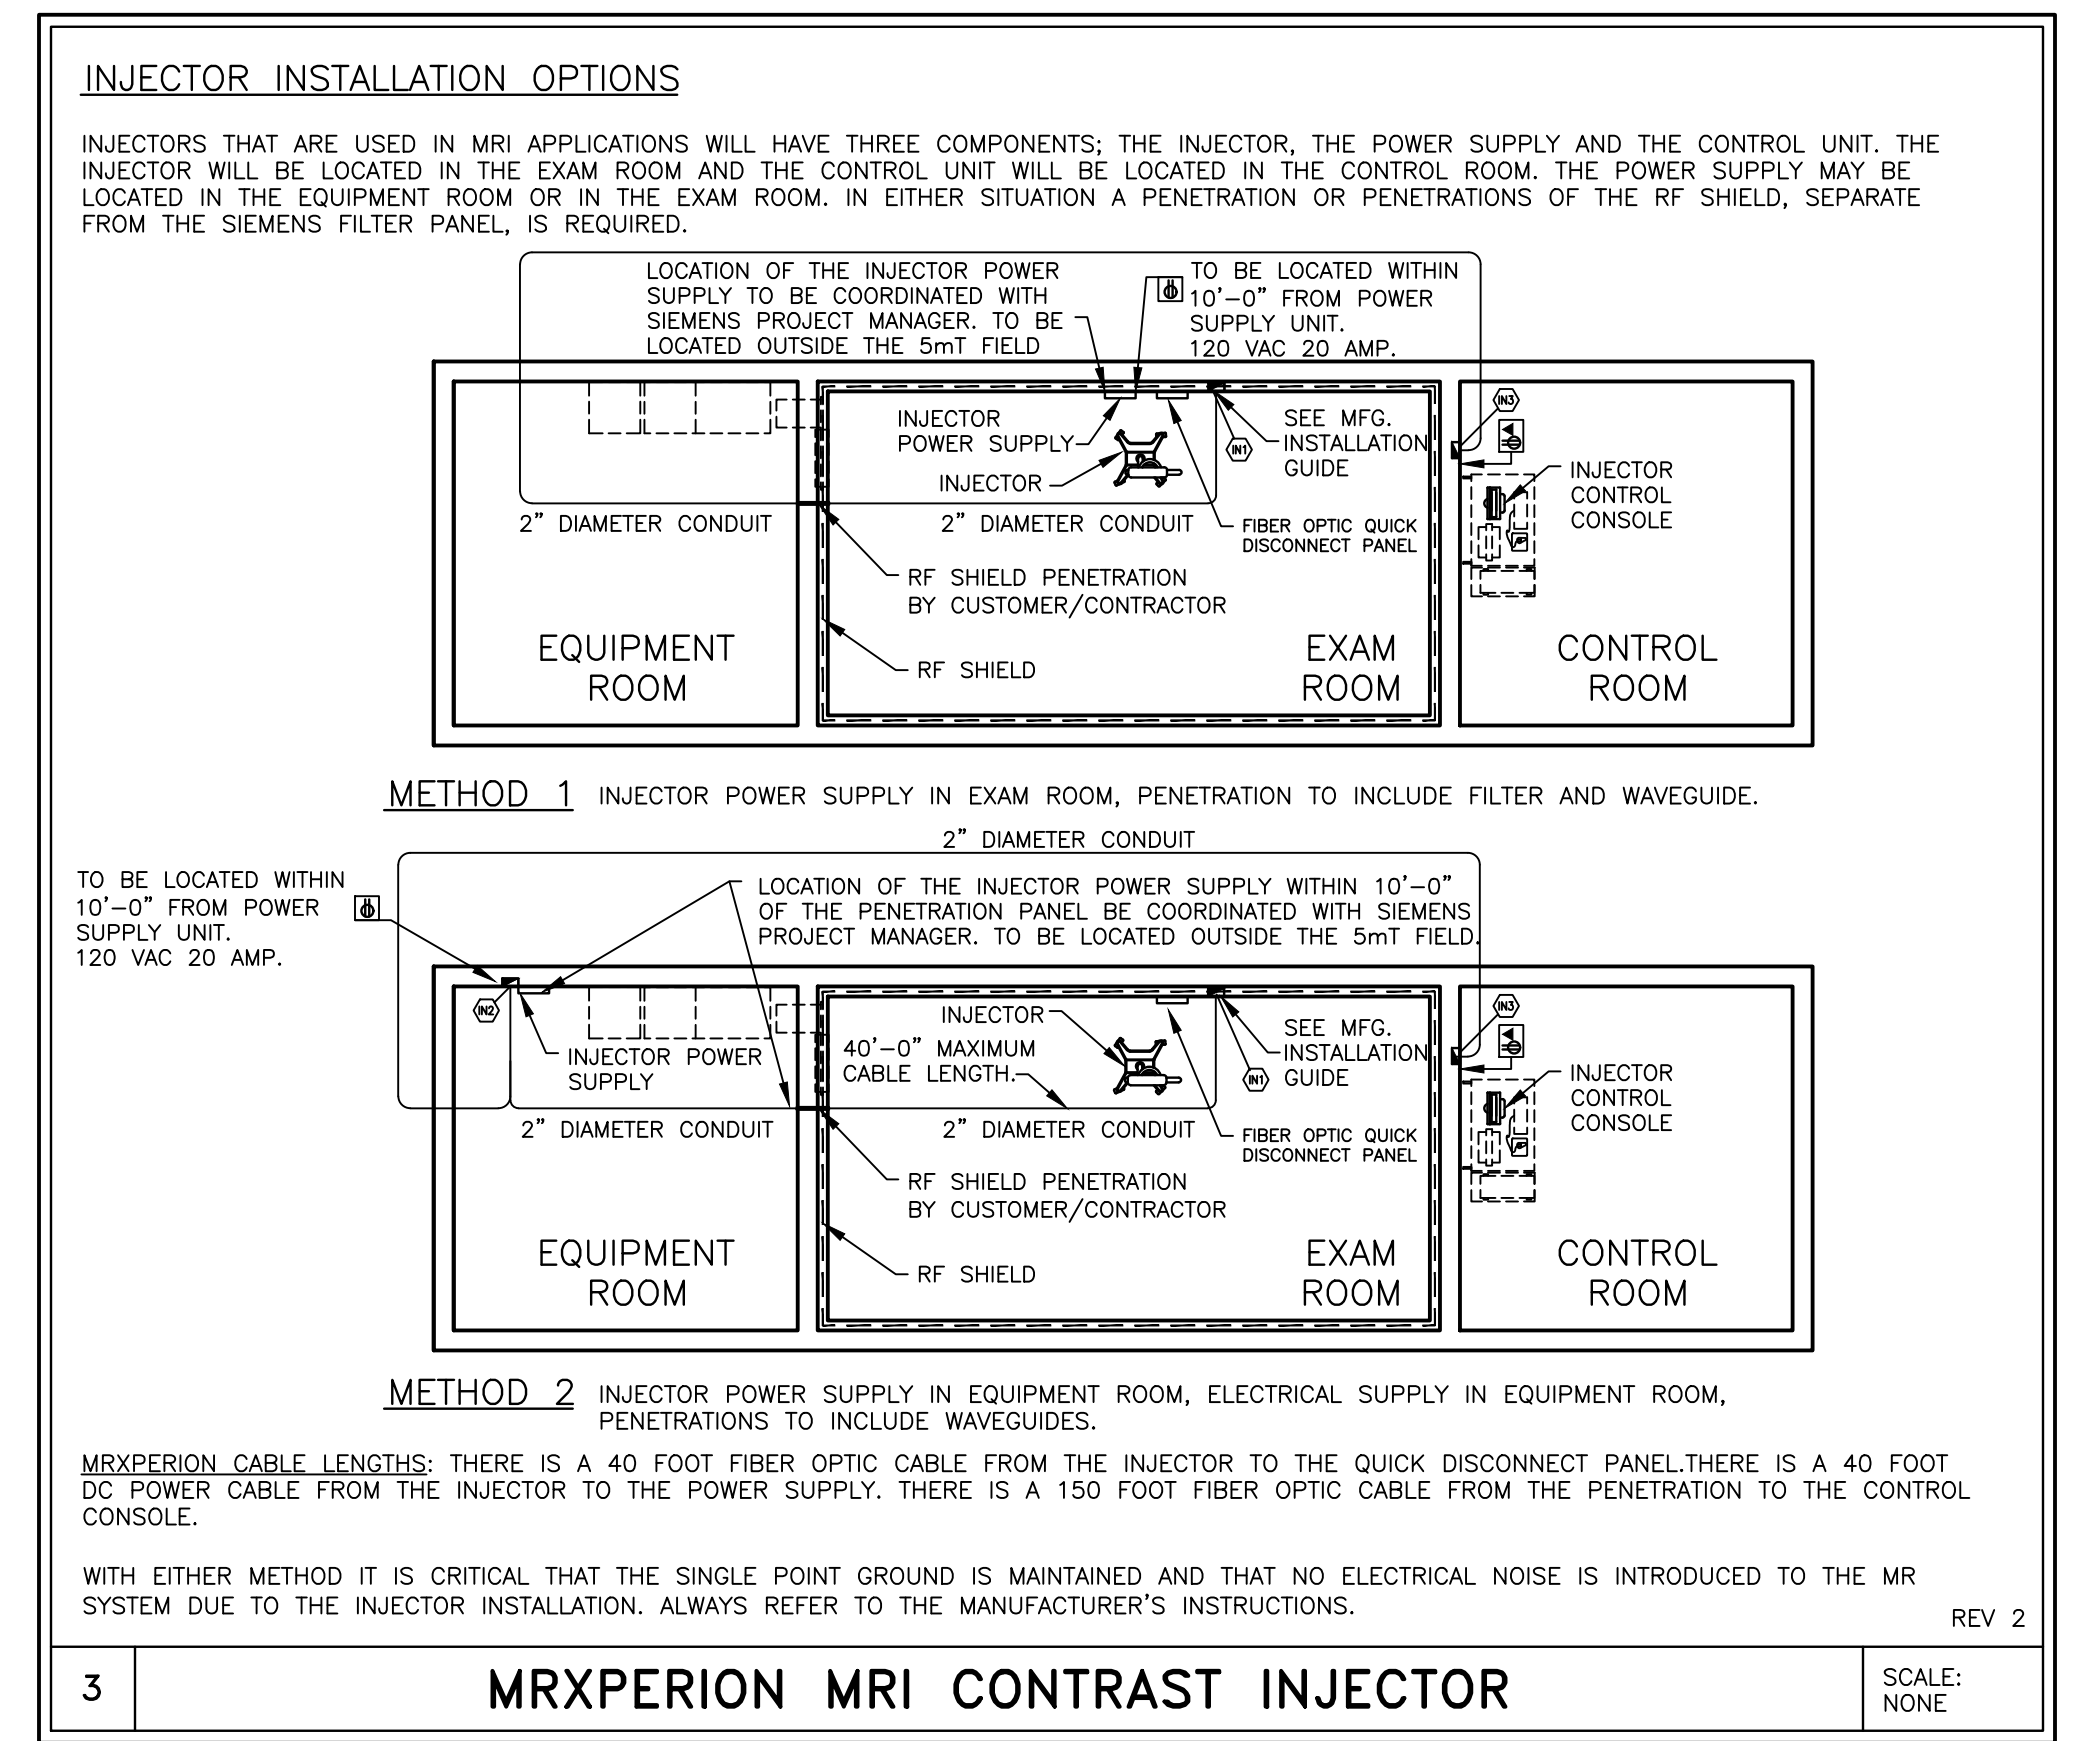 INJECTOR INSTALLATION OPTIONS
INJECTORS THAT ARE USED IN MRI APPLICATIONS WILL HAVE THREE COMPONENTS; THE INJECTOR, THE POWER SUPPLY AND THE CONTROL UNIT. THE
INJECTOR WILL BE LOCATED IN THE EXAM ROOM AND THE CONTROL UNIT WILL BE LOCATED IN THE CONTROL ROOM. THE POWER SUPPLY MAY BE
LOCATED IN THE EQUIPMENT ROOM OR IN THE EXAM ROOM. IN EITHER SITUATION A PENETRATION OR PENETRATIONS OF THE RF SHIELD, SEPARATE
FROM THE SIEMENS FILTER PANEL, IS REQUIRED.
LOCATION OF THE INJECTOR POWER
SUPPLY TO BE COORDINATED WITH
SIEMENS PROJECT MANAGER. TO BE
LOCATED OUTSIDE THE 5mT FIELD
TO BE LOCATED WITHIN
10'-0" FROM POWER
SUPPLY UNIT.
120 VAC 20 AMP.
INJECTOR
POWER SUPPLY
INJECTOR
IN1
SEE MFG.
INSTALLATION
GUIDE
IN3
INJECTOR
CONTROL
CONSOLE
2" DIAMETER CONDUIT
2" DIAMETER CONDUIT
FIBER OPTIC QUICK
DISCONNECT PANEL
RF SHIELD PENETRATION
BY CUSTOMER/CONTRACTOR
RF SHIELD
EQUIPMENT
ROOM
EXAM
ROOM
CONTROL
ROOM
METHOD 1 INJECTOR POWER SUPPLY IN EXAM ROOM, PENETRATION TO INCLUDE FILTER AND WAVEGUIDE.
2" DIAMETER CONDUIT
TO BE LOCATED WITHIN
10'-0" FROM POWER
SUPPLY UNIT.
120 VAC 20 AMP.
LOCATION OF THE INJECTOR POWER SUPPLY WITHIN 10'-0"
OF THE PENETRATION PANEL BE COORDINATED WITH SIEMENS
PROJECT MANAGER. TO BE LOCATED OUTSIDE THE 5mT FIELD.
IN2
INJECTOR POWER
SUPPLY
INJECTOR
40'-0" MAXIMUM
CABLE LENGTH.
SEE MFG.
INSTALLATION
GUIDE
IN1
IN3
INJECTOR
CONTROL
CONSOLE
2" DIAMETER CONDUIT
2" DIAMETER CONDUIT
FIBER OPTIC QUICK
DISCONNECT PANEL
RF SHIELD PENETRATION
BY CUSTOMER/CONTRACTOR
RF SHIELD
EQUIPMENT
ROOM
EXAM
ROOM
CONTROL
ROOM
METHOD 2 INJECTOR POWER SUPPLY IN EQUIPMENT ROOM, ELECTRICAL SUPPLY IN EQUIPMENT ROOM,
PENETRATIONS TO INCLUDE WAVEGUIDES.
MRXPERION CABLE LENGTHS: THERE IS A 40 FOOT FIBER OPTIC CABLE FROM THE INJECTOR TO THE QUICK DISCONNECT PANEL.THERE IS A 40 FOOT
DC POWER CABLE FROM THE INJECTOR TO THE POWER SUPPLY. THERE IS A 150 FOOT FIBER OPTIC CABLE FROM THE PENETRATION TO THE CONTROL
CONSOLE.
WITH EITHER METHOD IT IS CRITICAL THAT THE SINGLE POINT GROUND IS MAINTAINED AND THAT NO ELECTRICAL NOISE IS INTRODUCED TO THE MR
SYSTEM DUE TO THE INJECTOR INSTALLATION. ALWAYS REFER TO THE MANUFACTURER'S INSTRUCTIONS.
REV 2
3
MRXPERION MRI CONTRAST INJECTOR
SCALE:
NONE